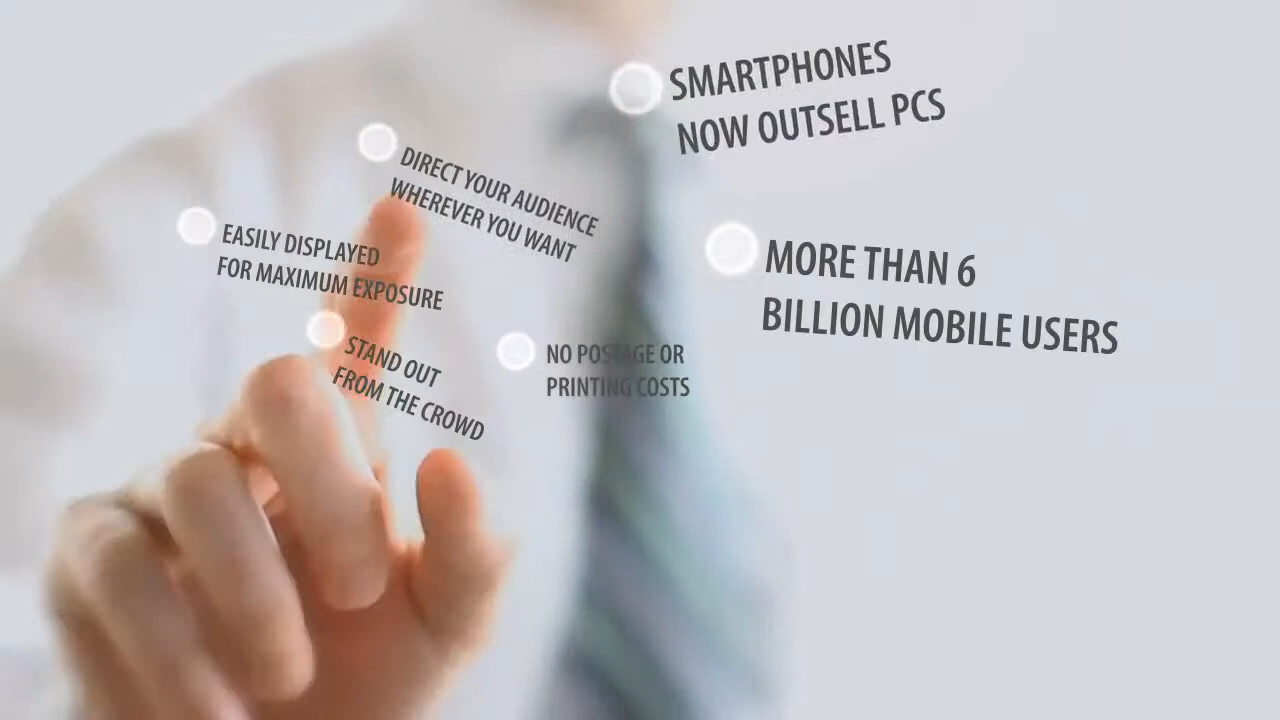 SMARTPHONES
NOW OUTSELL PCS
DIRECT YOUR AUDIENCE
WHEREVER YOU WANT
EASILY DISPLAYED
FOR MAXIMUM EXPOSURE
MORE THAN 6
BILLION MOBILE USERS
STAND OUT
FROM THE CROWD
NO POSTAGE OR
PRINTING COSTS